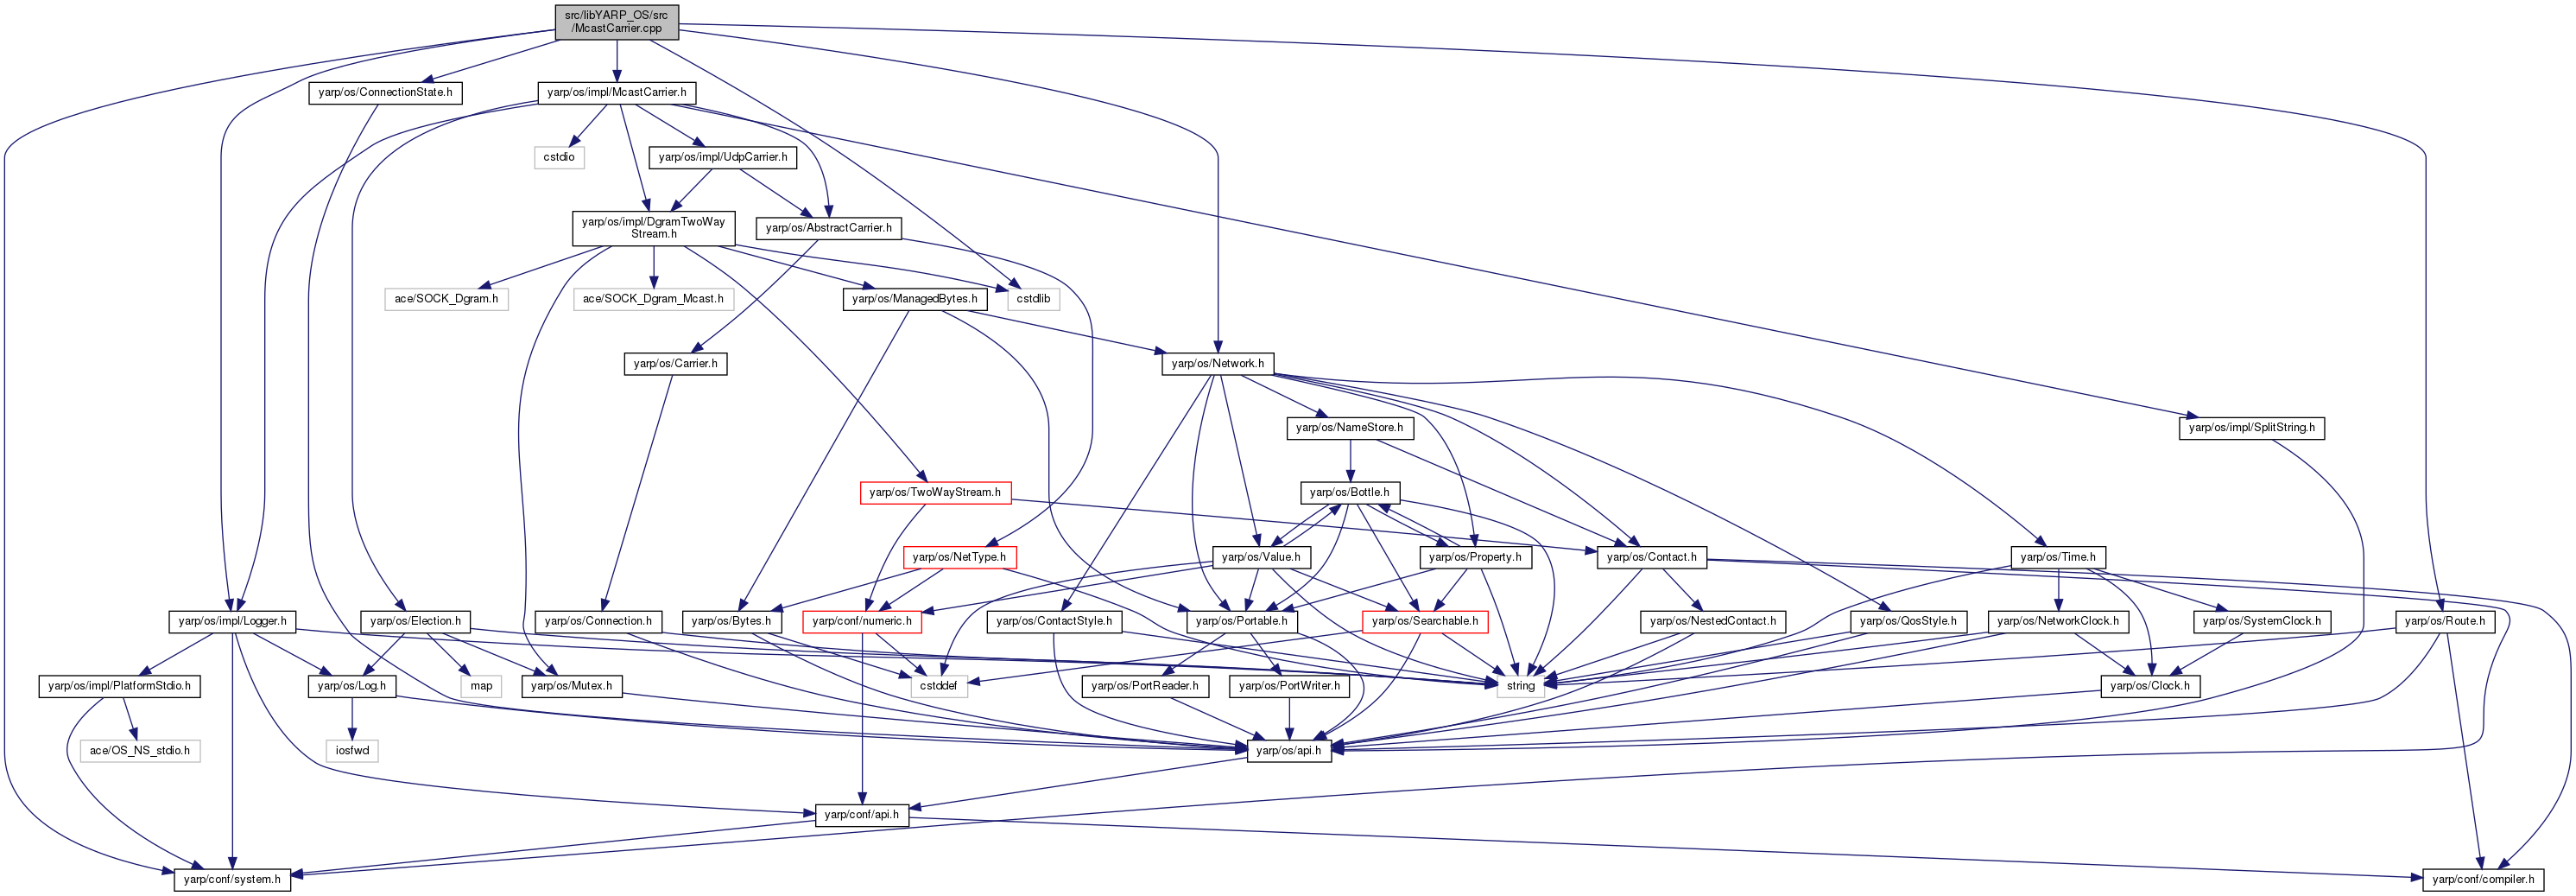 src/libYARP_OS/src
/McastCarrier.cpp
yarp/os/ConnectionState.h
yarp/os/impl/McastCarrier.h
cstdio
yarp/os/impl/UdpCarrier.h
yarp/os/impl/DgramTwoWay
Stream.h
yarp/os/AbstractCarrier.h
ace/SOCK_Dgram.h
ace/SOCK_Dgram_Mcast.h
yarp/os/ManagedBytes.h
cstdlib
yarp/os/Carrier.h
yarp/os/Network.h
yarp/os/NameStore.h
yarp/os/impl/SplitString.h
yarp/os/TwoWayStream.h
yarp/os/Bottle.h
yarp/os/NetType.h
yarp/os/Value.h
yarp/os/Property.h
yarp/os/Contact.h
yarp/os/Time.h
yarp/os/impl/Logger.h
yarp/os/Election.h
yarp/os/Connection.h
yarp/os/Bytes.h
yarp/conf/numeric.h
yarp/os/ContactStyle.h
yarp/os/Portable.h
yarp/os/Searchable.h
yarp/os/NestedContact.h
yarp/os/QosStyle.h
yarp/os/NetworkClock.h
yarp/os/SystemClock.h
yarp/os/Route.h
yarp/os/impl/PlatformStdio.h
yarp/os/Log.h
map
yarp/os/Mutex.h
cstddef
yarp/os/PortReader.h
yarp/os/PortWriter.h
string
yarp/os/Clock.h
ace/OS_NS_stdio.h
iosfwd
yarp/os/api.h
yarp/conf/api.h
yarp/conf/system.h
yarp/conf/compiler.h